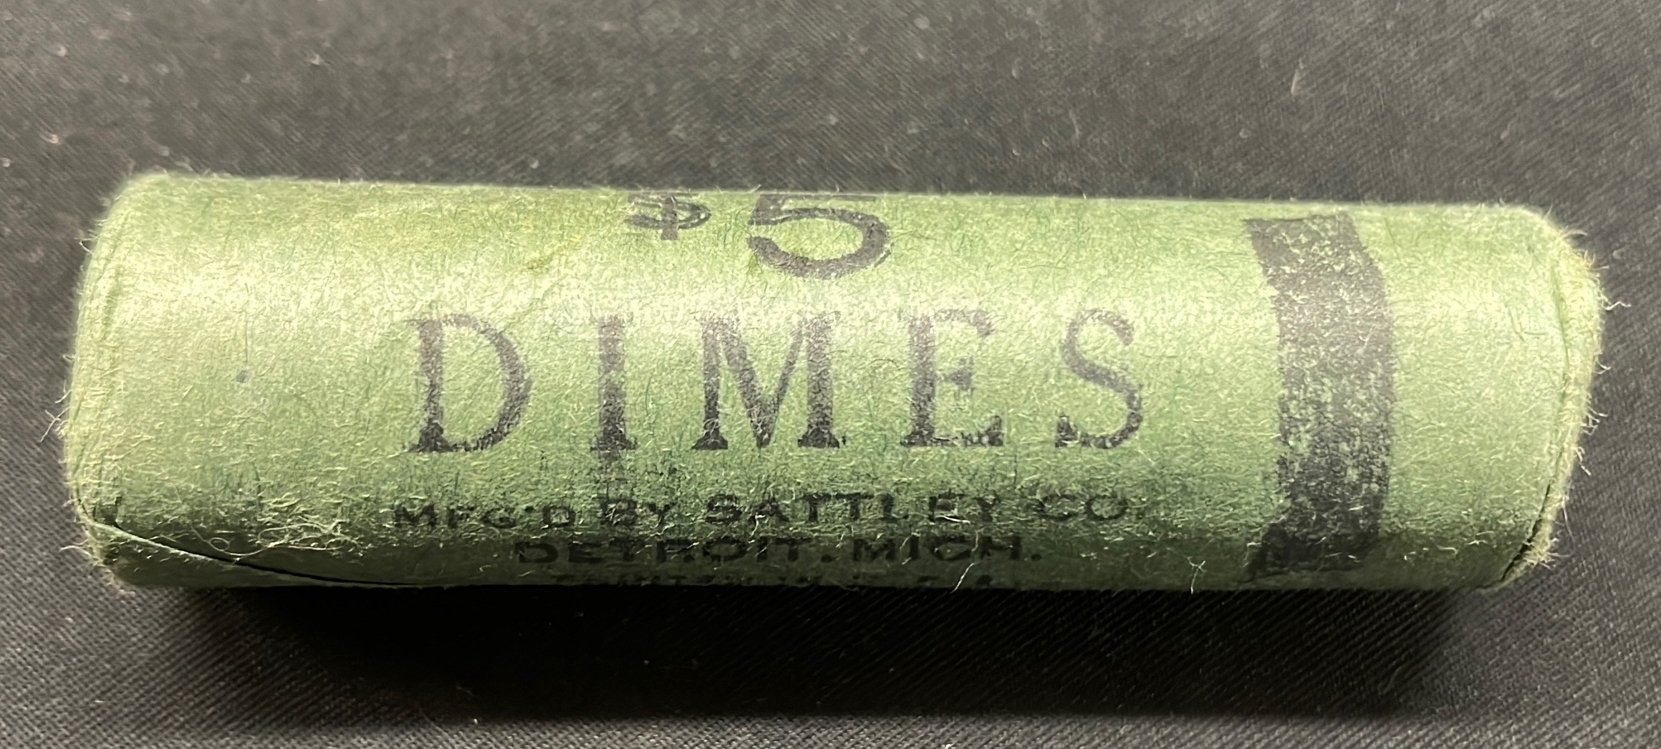 $5
DIMES
MFG'D BY SATTLEY CO.
DETROIT, MICH.